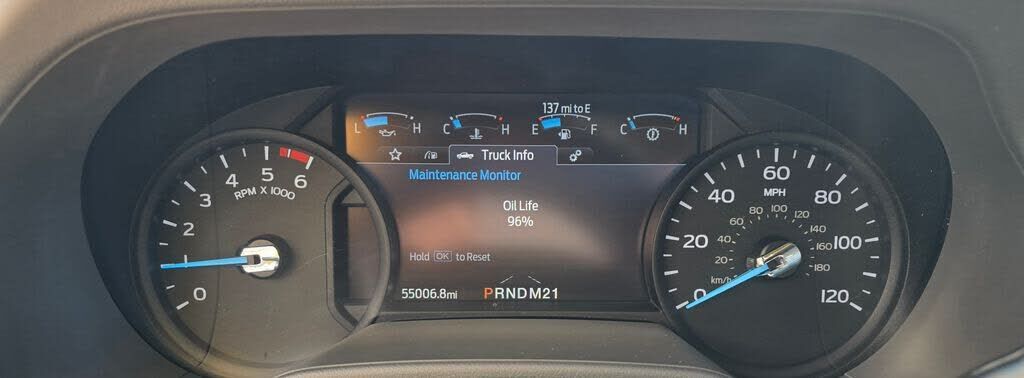 137 mi to E
L H C H E F C H
Truck Info
Maintenance Monitor
Oil Life
96%
Hold OK to Reset
55006.8mi PRNDM21
0 1 2 3 4 5 6
RPM X 1000
0 20 40 60 80 100 120
MPH
20 40 60 80 100 120 140 160 180
km/h